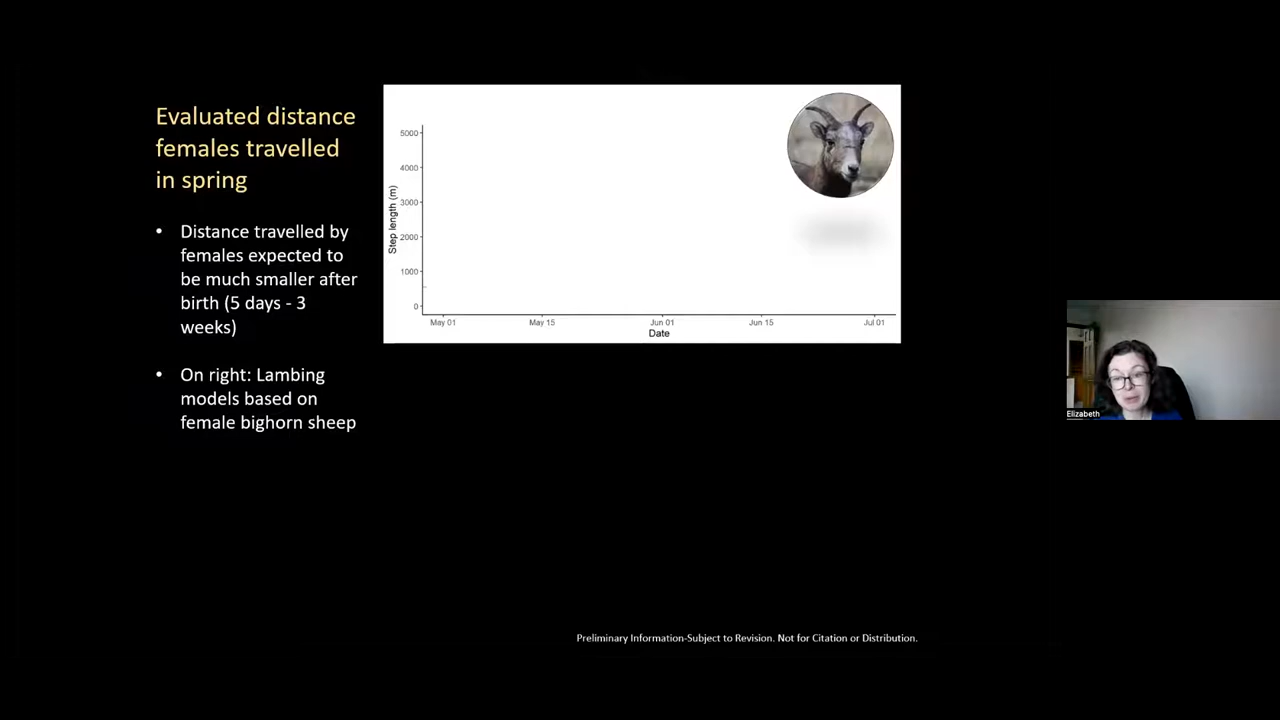 Evaluated distance
females travelled
in spring
• Distance travelled by
females expected to
be much smaller after
birth (5 days - 3
weeks)
• On right: Lambing
models based on
female bighorn sheep
Step length (m)
5000
4000
3000
2000
1000
0
May 01 May 15 Jun 01 Jun 15 Jul 01
Date
Elizabeth
Preliminary Information-Subject to Revision. Not for Citation or Distribution.